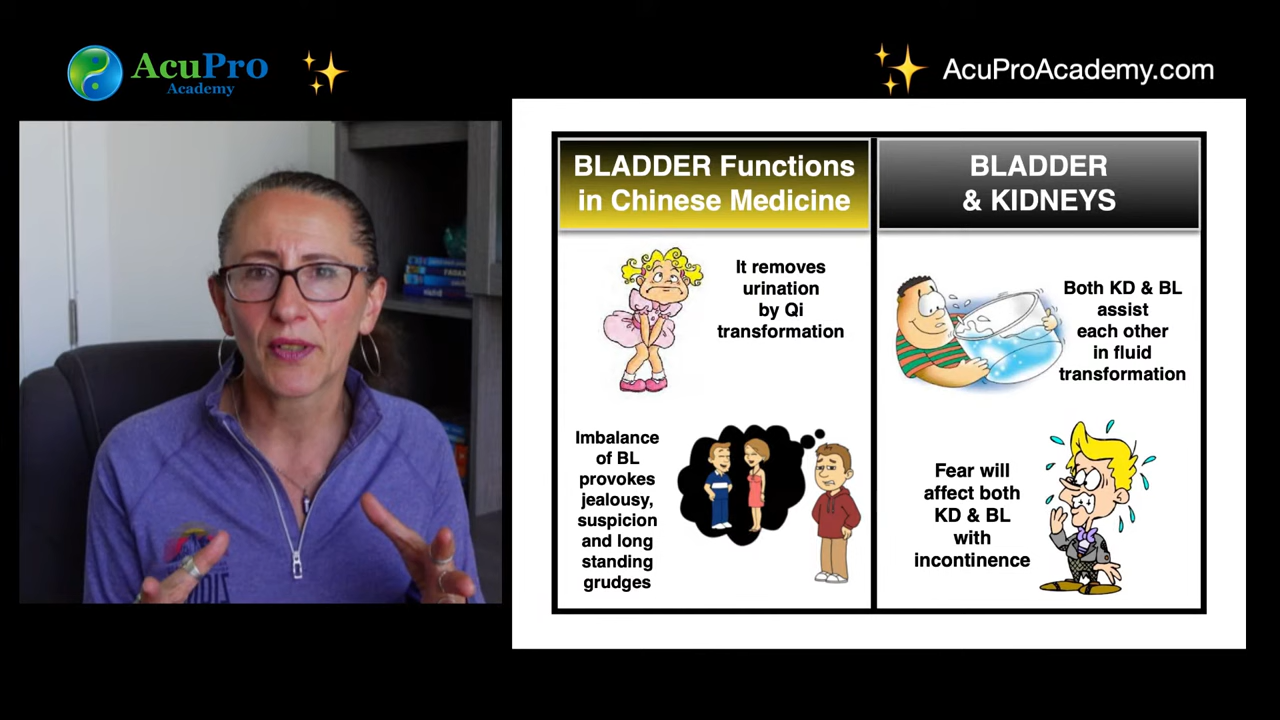 AcuPro
Academy
AcuProAcademy.com
BLADDER Functions
in Chinese Medicine
It removes
urination
by Qi
transformation
Imbalance
of BL
provokes
jealousy,
suspicion
and long
standing
grudges
BLADDER
& KIDNEYS
Both KD & BL
assist
each other
in fluid
transformation
Fear will
affect both
KD & BL
with
incontinence